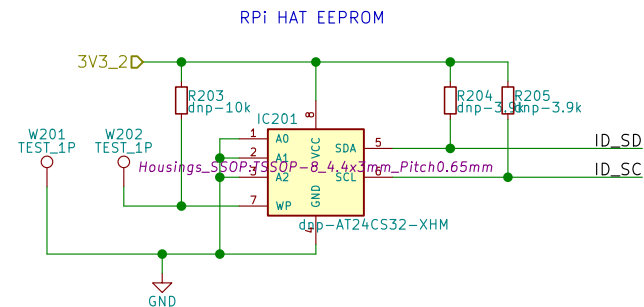 RPi HAT EEPROM
3V3_2
R203
dnp-10k
R204
dnp-3.9k
R205
dnp-3.9k
W201
TEST_1P
W202
TEST_1P
IC201
8
VCC
1
A0
2
A1
3
A2
7
WP
SDA
5
SCL
6
GND
4
Housings_SSOP:TSSOP-8_4.4x3mm_Pitch0.65mm
dnp-AT24CS32-XHM
ID_SD
ID_SC
GND